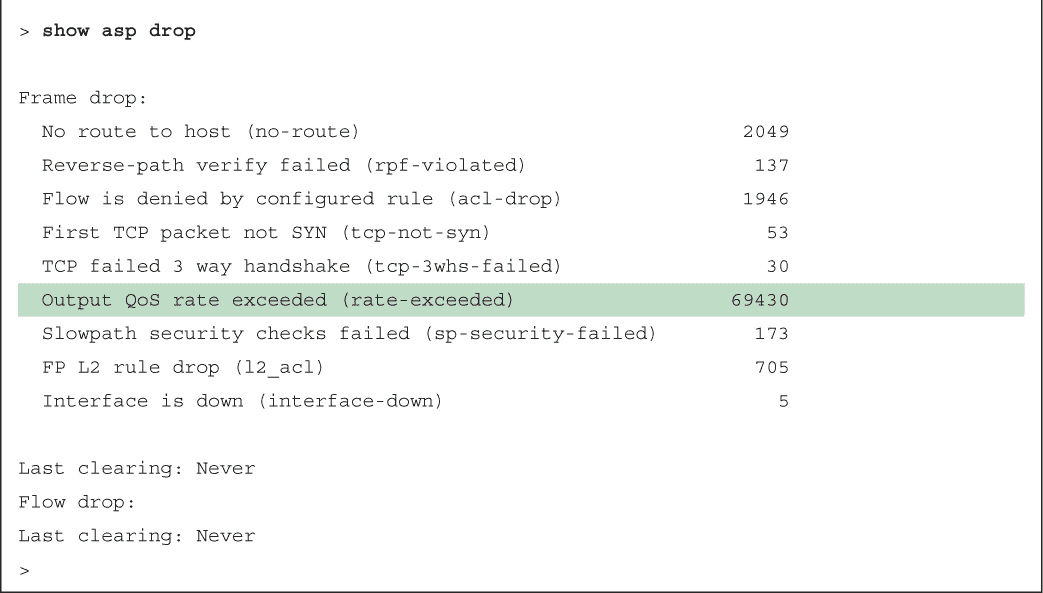 > show asp drop
Frame drop:
No route to host (no-route) 2049
Reverse-path verify failed (rpf-violated) 137
Flow is denied by configured rule (acl-drop) 1946
First TCP packet not SYN (tcp-not-syn) 53
TCP failed 3 way handshake (tcp-3whs-failed) 30
Output QoS rate exceeded (rate-exceeded) 69430
Slowpath security checks failed (sp-security-failed) 173
FP L2 rule drop (l2_acl) 705
Interface is down (interface-down) 5
Last clearing: Never
Flow drop:
Last clearing: Never
>